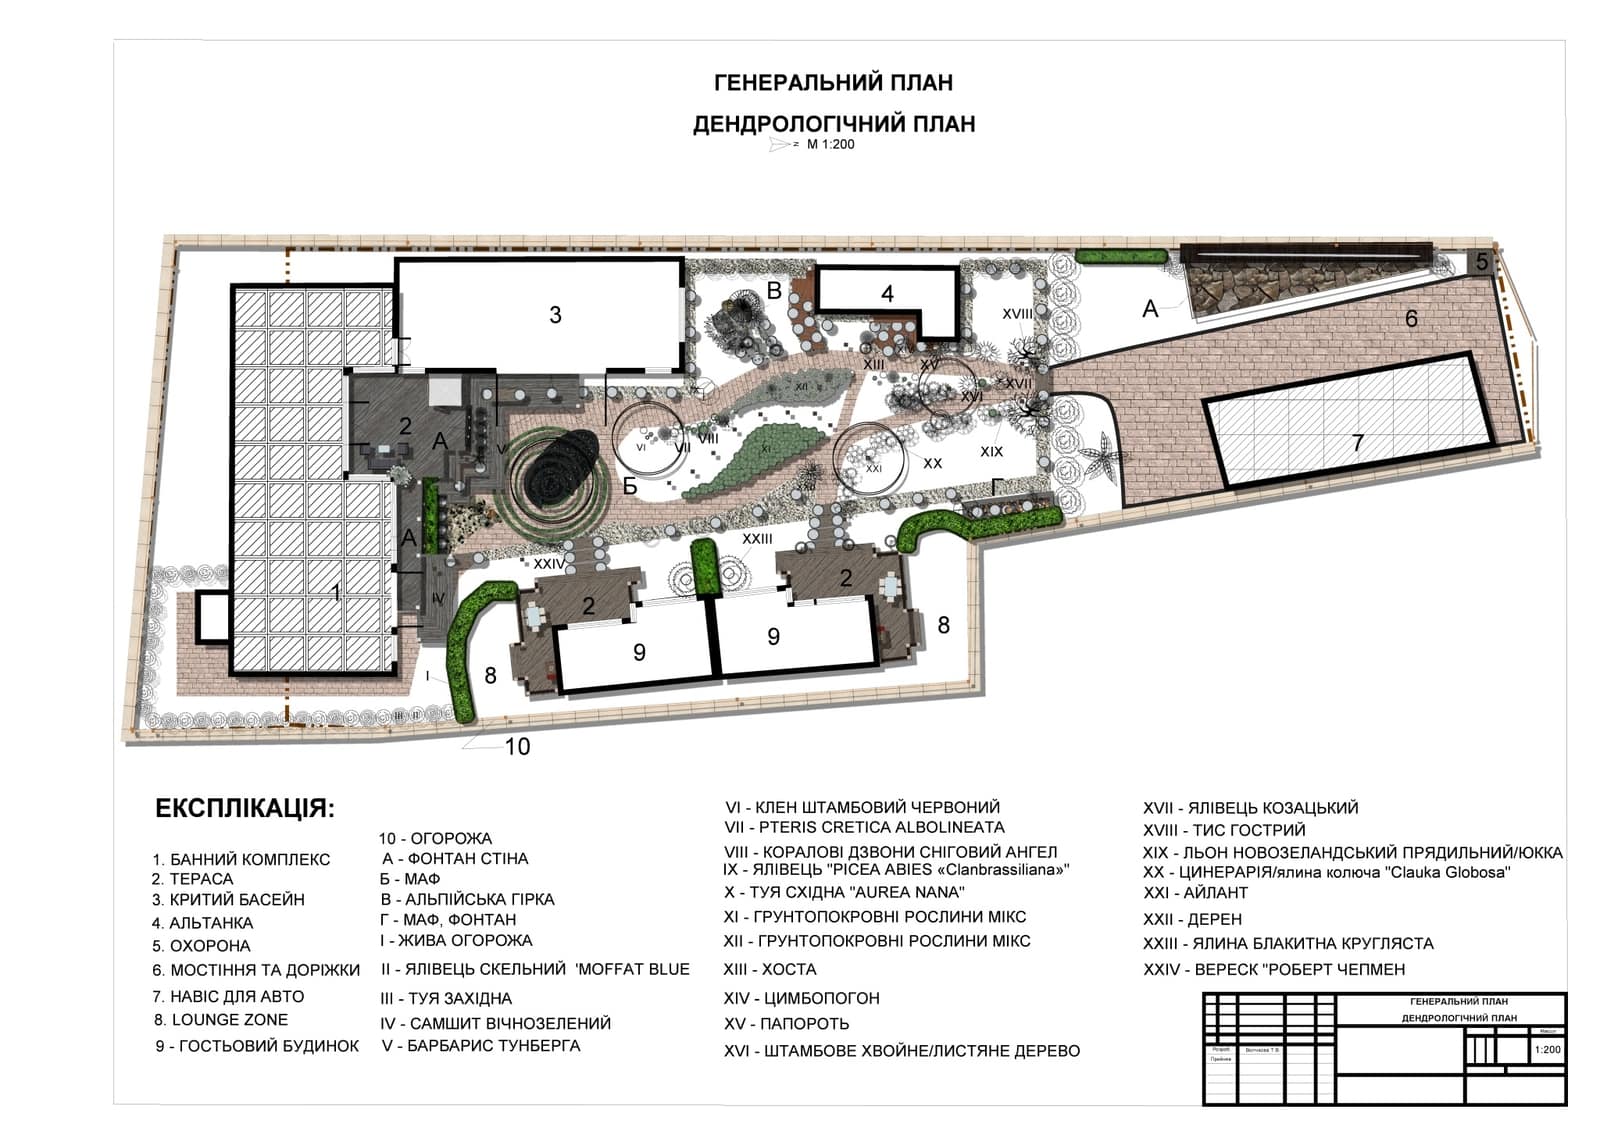 ГЕНЕРАЛЬНИЙ ПЛАН
ДЕНДРОЛОГІЧНИЙ ПЛАН
N М 1:200
5
В
4
3
XVIII
А
6
XIV
XIII
XV
XVII
XII
IX
XVI
2
А
V
VI
VII
VIII
XI
XIX
7
XX
XXI
XXII
Б
Г
А
XXIII
XXIV
1
IV
2
2
9
9
8
8
I
III
II
10
ЕКСПЛІКАЦІЯ:
1. БАННИЙ КОМПЛЕКС
2. ТЕРАСА
3. КРИТИЙ БАСЕЙН
4. АЛЬТАНКА
5. ОХОРОНА
6. МОСТІННЯ ТА ДОРІЖКИ
7. НАВІС ДЛЯ АВТО
8. LOUNGE ZONE
9 - ГОСТЬОВИЙ БУДИНОК
10 - ОГОРОЖА
А - ФОНТАН СТІНА
Б - МАФ
В - АЛЬПІЙСЬКА ГІРКА
Г - МАФ, ФОНТАН
I - ЖИВА ОГОРОЖА
II - ЯЛІВЕЦЬ СКЕЛЬНИЙ 'MOFFAT BLUE
III - ТУЯ ЗАХІДНА
IV - САМШИТ ВІЧНОЗЕЛЕНИЙ
V - БАРБАРИС ТУНБЕРГА
VI - КЛЕН ШТАМБОВИЙ ЧЕРВОНИЙ
VII - PTERIS CRETICA ALBOLINEATA
VIII - КОРАЛОВІ ДЗВОНИ СНІГОВИЙ АНГЕЛ
IX - ЯЛІВЕЦЬ "PICEA ABIES «Clanbrassiliana»"
X - ТУЯ СХІДНА "AUREA NANA"
XI - ГРУНТОПОКРОВНІ РОСЛИНИ МІКС
XII - ГРУНТОПОКРОВНІ РОСЛИНИ МІКС
XIII - ХОСТА
XIV - ЦИМБОПОГОН
XV - ПАПОРОТЬ
XVI - ШТАМБОВЕ ХВОЙНЕ/ЛИСТЯНЕ ДЕРЕВО
XVII - ЯЛІВЕЦЬ КОЗАЦЬКИЙ
XVIII - ТИС ГОСТРИЙ
XIX - ЛЬОН НОВОЗЕЛАНДСЬКИЙ ПРЯДИЛЬНИЙ/ЮККА
XX - ЦИНЕРАРІЯ/ялина колюча "Clauka Globosa"
XXI - АЙЛАНТ
XXII - ДЕРЕН
XXIII - ЯЛИНА БЛАКИТНА КРУГЛЯСТА
XXIV - ВЕРЕСК "РОБЕРТ ЧЕПМЕН
ГЕНЕРАЛЬНИЙ ПЛАН
ДЕНДРОЛОГІЧНИЙ ПЛАН
1:200